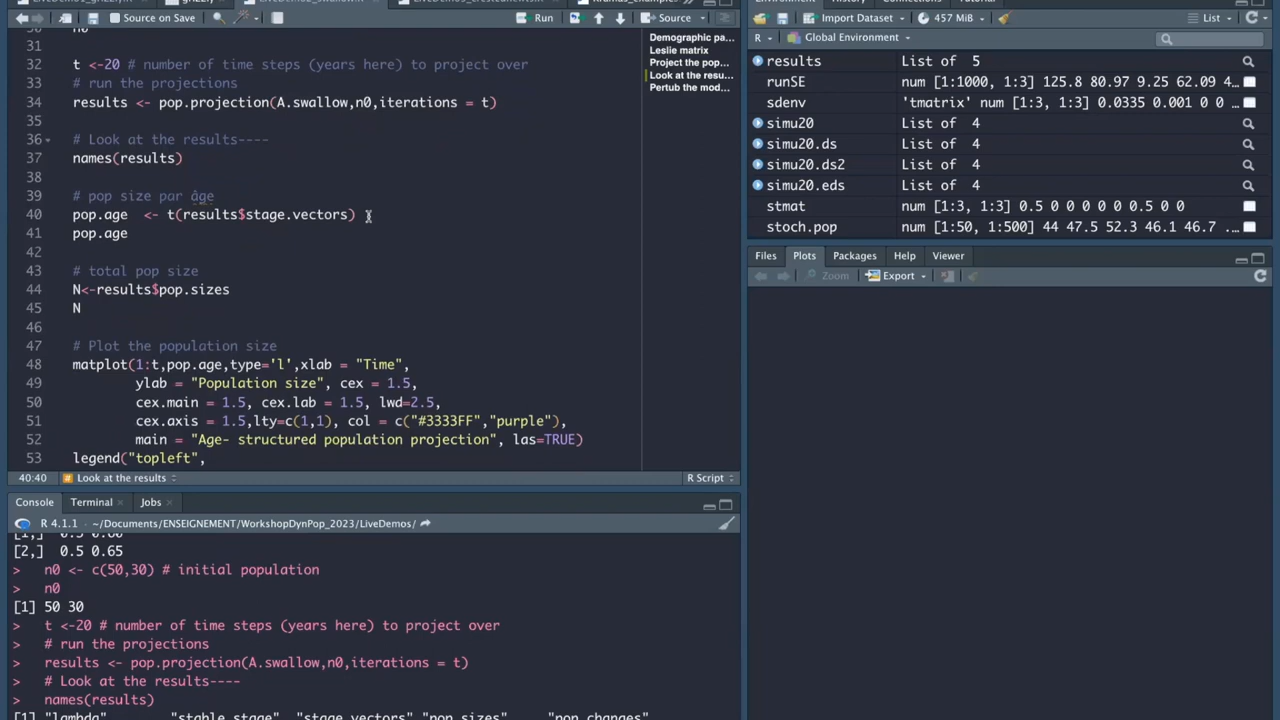 Source on Save
Run
Source
30 n0
31
32 t <-20 # number of time steps (years here) to project over
33 # run the projections
34 results <- pop.projection(A.swallow,n0,iterations = t)
35
36 # Look at the results----
37 names(results)
38
39 # pop size par âge
40 pop.age  <- t(results$stage.vectors)
41 pop.age
42
43 # total pop size
44 N<-results$pop.sizes
45 N
46
47 # Plot the population size
48 matplot(1:t,pop.age,type='l',xlab = "Time",
49 ylab = "Population size", cex = 1.5,
50 cex.main = 1.5, cex.lab = 1.5, lwd=2.5,
51 cex.axis = 1.5,lty=c(1,1), col = c("#3333FF","purple"),
52 main = "Age- structured population projection", las=TRUE)
53 legend("topleft",
Demographic pa...
Leslie matrix
Project the pop...
Look at the resu...
Pertub the mod...
40:40 # Look at the results R Script
Console Terminal Jobs
R 4.1.1 · ~/Documents/ENSEIGNEMENT/WorkshopDynPop_2023/LiveDemos/
[2,] 0.5 0.65
> n0 <- c(50,30) # initial population
> n0
[1] 50 30
> t <-20 # number of time steps (years here) to project over
> # run the projections
> results <- pop.projection(A.swallow,n0,iterations = t)
> # Look at the results----
> names(results)
[1] "lambda" "stable.stage" "stage.vectors" "pop.sizes" "pop.changes"
Import Dataset 457 MiB List
R Global Environment
results List of 5
runSE num [1:1000, 1:3] 125.8 80.97 9.25 62.09 4...
sdenv 'tmatrix' num [1:3, 1:3] 0.0335 0.001 0 0 ...
simu20 List of 4
simu20.ds List of 4
simu20.ds2 List of 4
simu20.eds List of 4
stmat num [1:3, 1:3] 0.5 0 0 0 0 0 0.5 0 0
stoch.pop num [1:50, 1:500] 44 47.5 52.3 46.1 46.7 ...
Files Plots Packages Help Viewer
Zoom Export